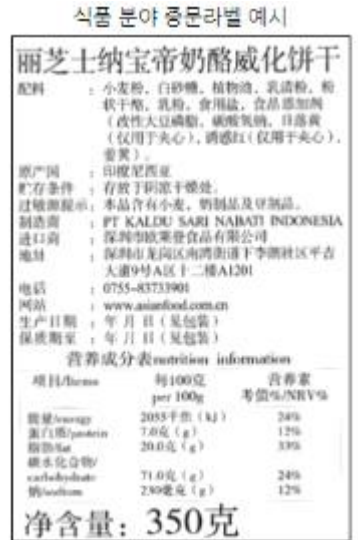 식품 분야 중문라벨 예시
丽芝士纳宝帝奶酪威化饼干
配料 : 小麦粉、白砂糖、植物油、乳清粉、粉
状干酪、乳粉、食用盐、食品添加剂
(改性大豆磷脂、碳酸氢钠、日落黄
(仅用于夹心)、诱惑红(仅用于夹心)、
姜黄)。
原产国 : 印度尼西亚
贮存条件 : 存放于阴凉干燥处。
过敏源提示: 本品含有小麦、奶制品及豆制品。
制造商 : PT KALDU SARI NABATI INDONESIA
进口商 : 深圳市欧莱登食品有限公司
地址 : 深圳市龙岗区南湾街道下李朗社区平吉
大道9号A区十二楼A1201
电话 : 0755-83733901
网站 : www.asianfood.com.cn
生产日期 : 年 月 日(见包装)
保质期至 : 年 月 日(见包装)
营养成分表nutrition information
项目/Items 每100克 营养素
per 100g 考值%/NRV%
能量/energy 2055千焦(kJ) 24%
蛋白质/protein 7.0克(g) 12%
脂肪/fat 20.0克(g) 33%
碳水化合物/
carbohydrate 71.0克(g) 24%
钠/sodium 230毫克(g) 12%
净含量: 350克